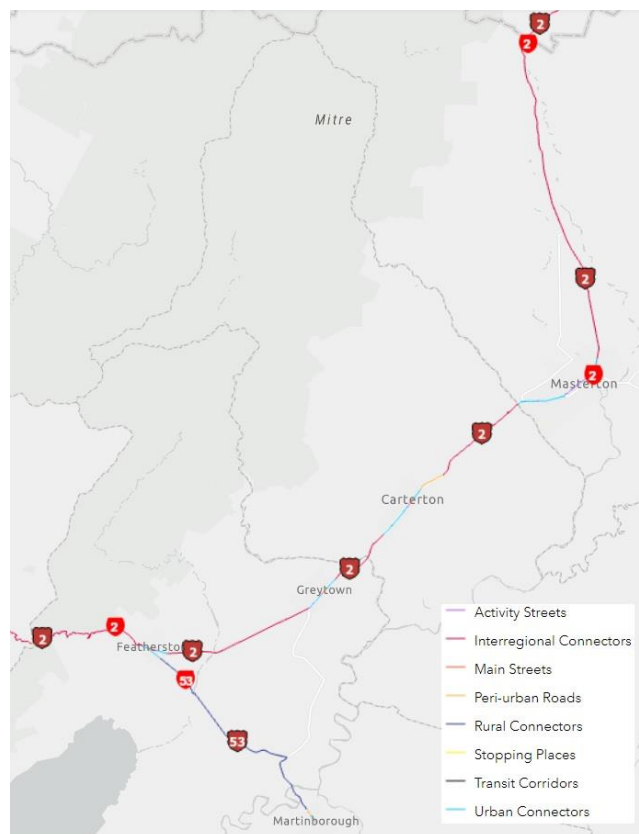 2
2
Mitre
2
2
Masterton
2
Carterton
2
Greytown
2
2
Featherston
2
53
53
Martinborough
Activity Streets
Interregional Connectors
Main Streets
Peri-urban Roads
Rural Connectors
Stopping Places
Transit Corridors
Urban Connectors